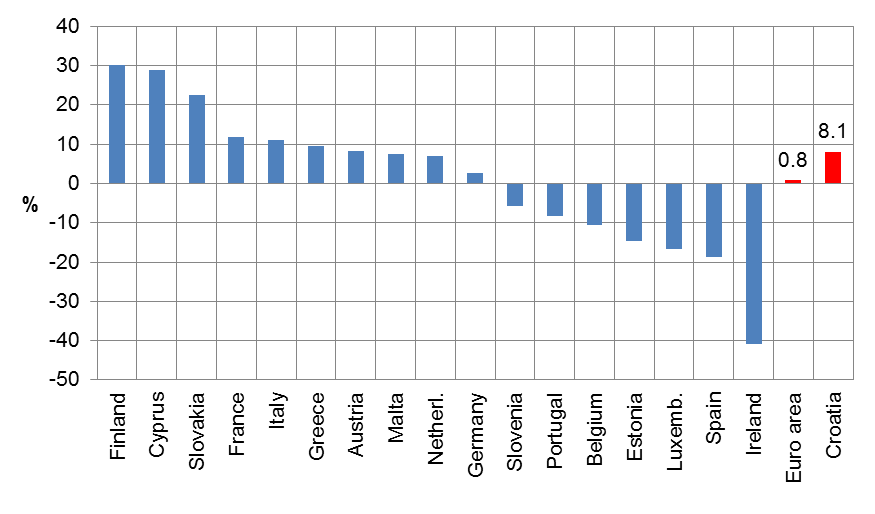 40
30
20
10
0
-10
-20
-30
-40
-50
%
0.8
8.1
Finland
Cyprus
Slovakia
France
Italy
Greece
Austria
Malta
Netherl.
Germany
Slovenia
Portugal
Belgium
Estonia
Luxemb.
Spain
Ireland
Euro area
Croatia